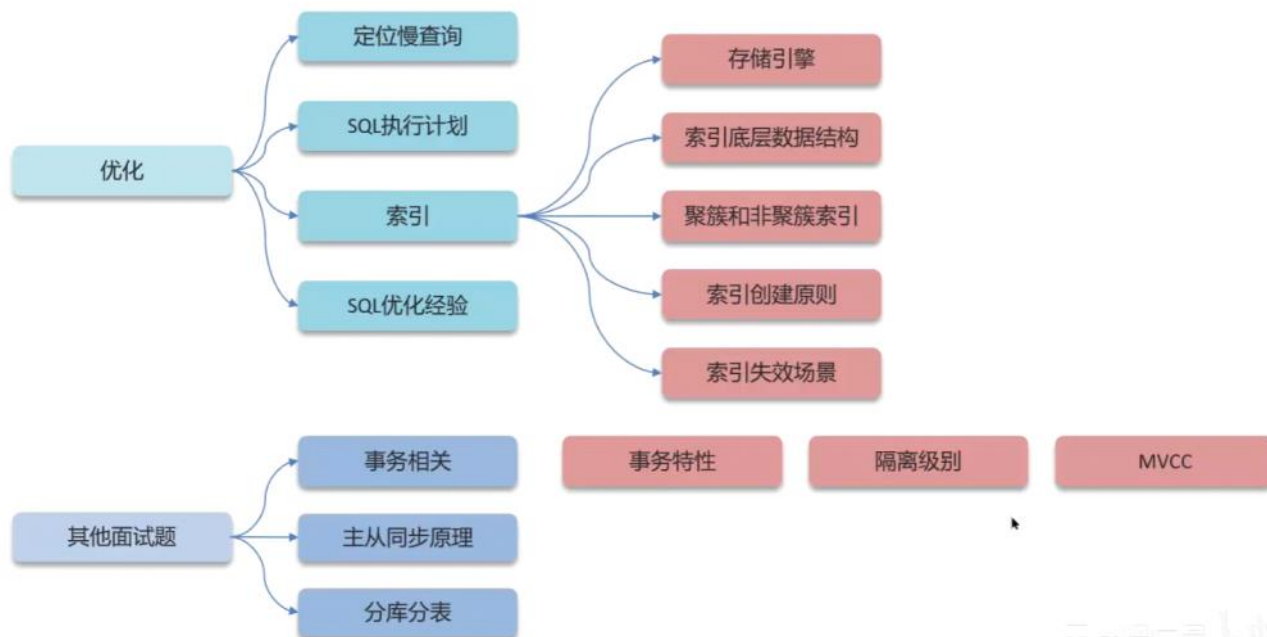 优化
定位慢查询
SQL执行计划
索引
SQL优化经验
存储引擎
索引底层数据结构
聚簇和非聚簇索引
索引创建原则
索引失效场景
其他面试题
事务相关
事务特性
隔离级别
MVCC
主从同步原理
分库分表